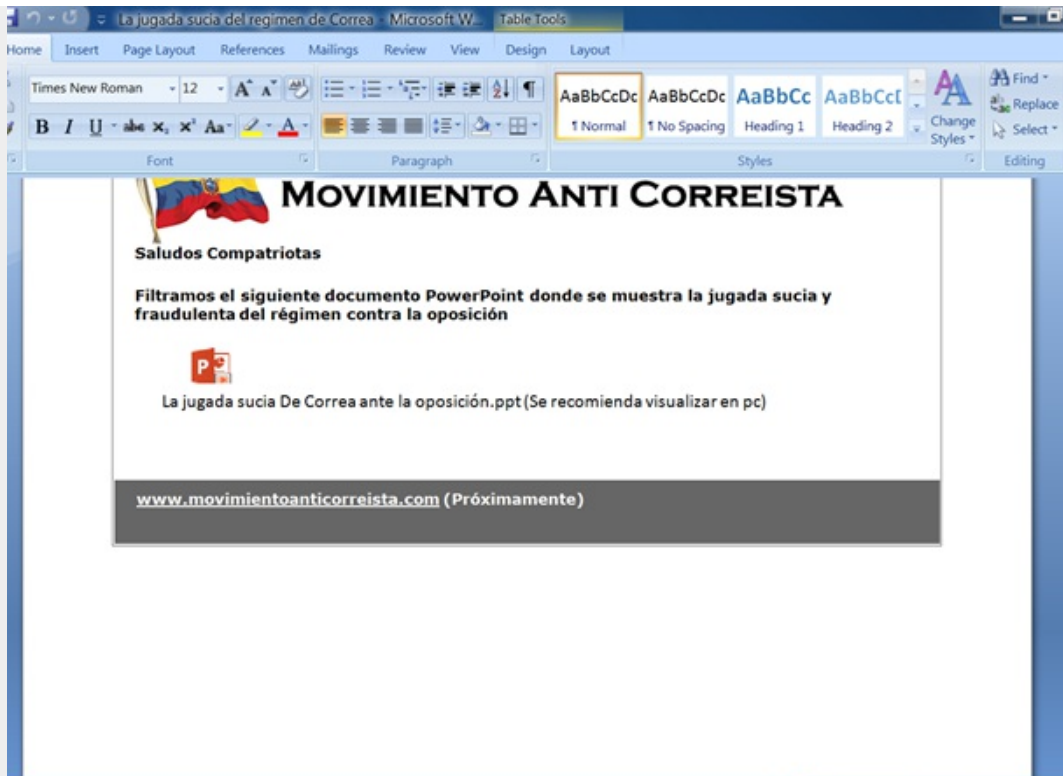 La jugada sucia del regimen de Correa - Microsoft W... Table Tools
Home Insert Page Layout References Mailings Review View Design Layout
Times New Roman 12 A A Aa
AaBbCcDc AaBbCcDc AaBbCc AaBbCcI
B I U abc x, x² Aa A
¶ Normal ¶ No Spacing Heading 1 Heading 2
Change Styles
Find
Replace
Select
Font Paragraph Styles Editing
MOVIMIENTO ANTI CORREISTA
Saludos Compatriotas
Filtramos el siguiente documento PowerPoint donde se muestra la jugada sucia y
fraudulenta del régimen contra la oposición
P
La jugada sucia De Correa ante la oposición.ppt (Se recomienda visualizar en pc)
www.movimientoanticorreista.com (Próximamente)